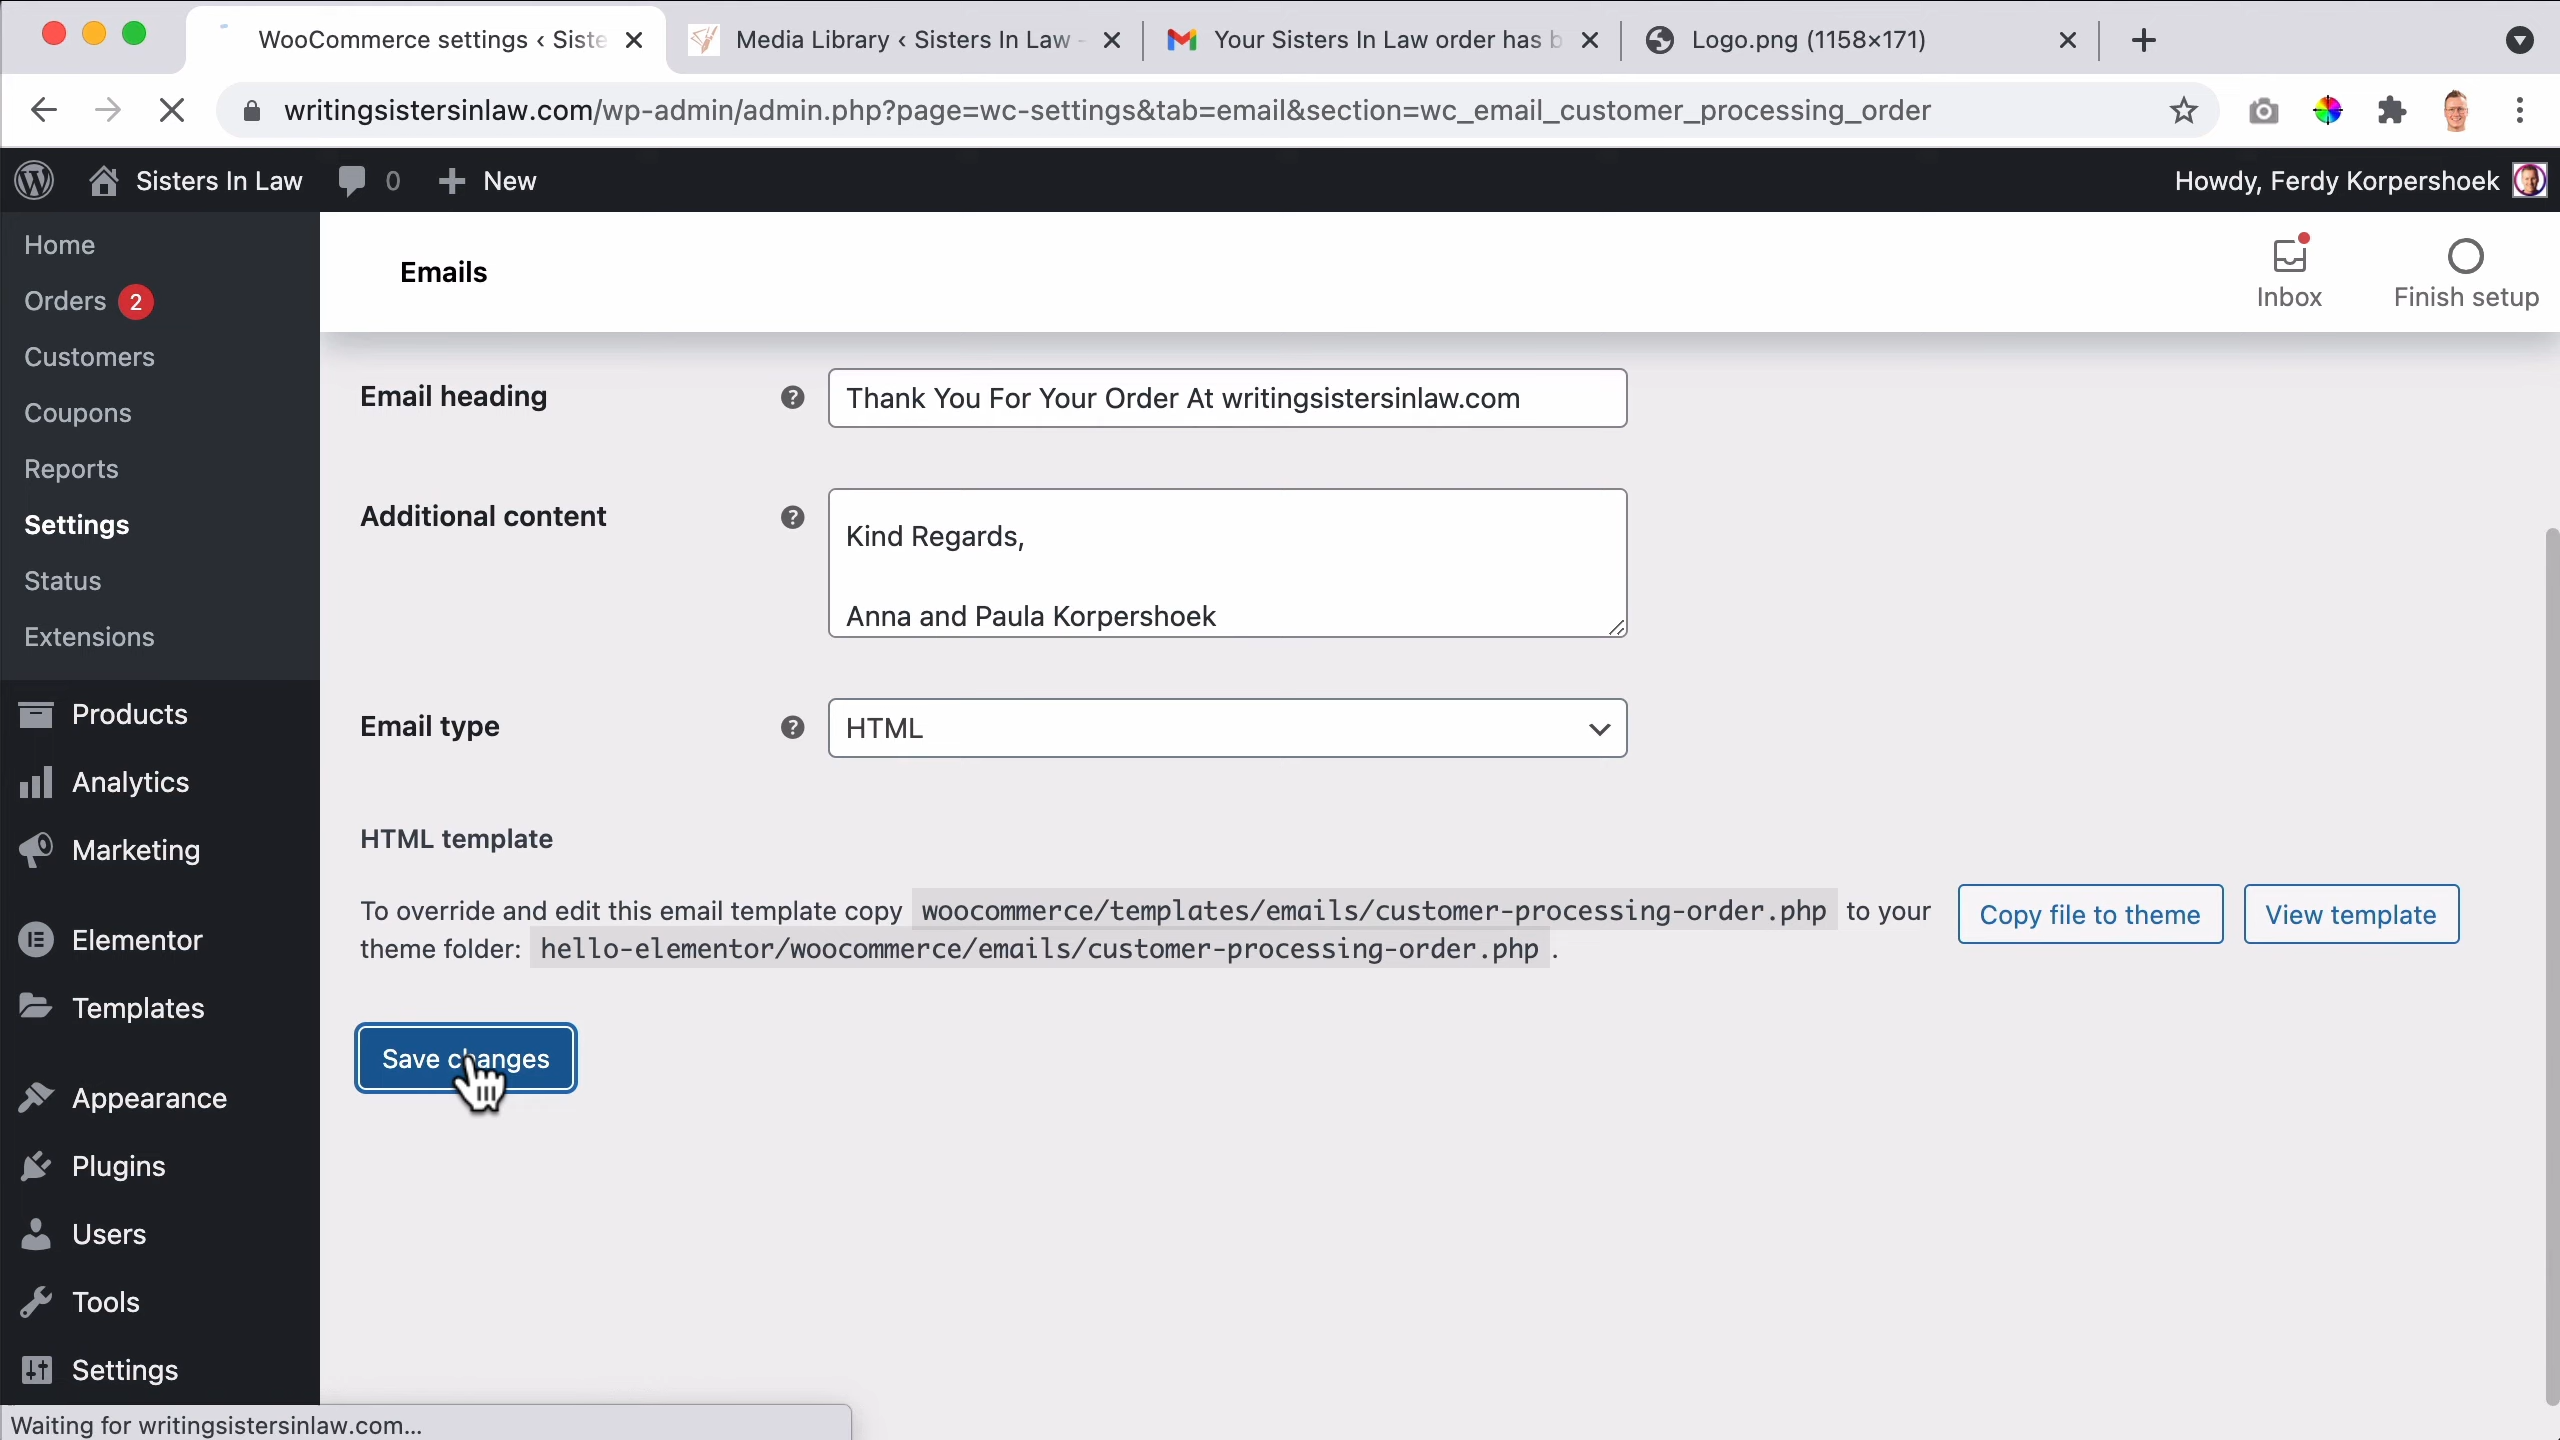 WooCommerce settings ‹ Siste
Media Library ‹ Sisters In Law -
Your Sisters In Law order has b
Logo.png (1158×171)
writingsistersinlaw.com/wp-admin/admin.php?page=wc-settings&tab=email&section=wc_email_customer_processing_order
Sisters In Law
0
New
Howdy, Ferdy Korpershoek
Home
Orders 2
Customers
Coupons
Reports
Settings
Status
Extensions
Products
Analytics
Marketing
Elementor
Templates
Appearance
Plugins
Users
Tools
Settings
Emails
Inbox
Finish setup
Email heading
Thank You For Your Order At writingsistersinlaw.com
Additional content
Kind Regards,
Anna and Paula Korpershoek
Email type
HTML
HTML template
To override and edit this email template copy woocommerce/templates/emails/customer-processing-order.php to your
theme folder: hello-elementor/woocommerce/emails/customer-processing-order.php .
Copy file to theme
View template
Save changes
Waiting for writingsistersinlaw.com...